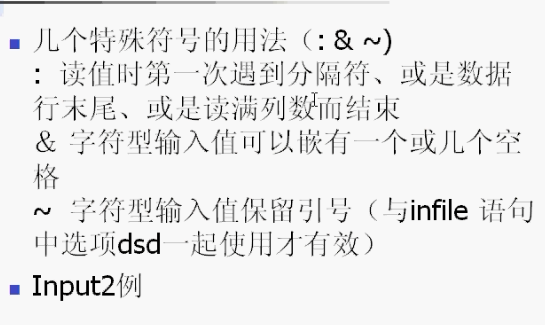 几个特殊符号的用法（: & ~)
: 读值时第一次遇到分隔符、或是数据
行末尾、或是读满列数而结束
& 字符型输入值可以嵌有一个或几个空
格
~ 字符型输入值保留引号（与infile 语句
中选项dsd一起使用才有效）
Input2例